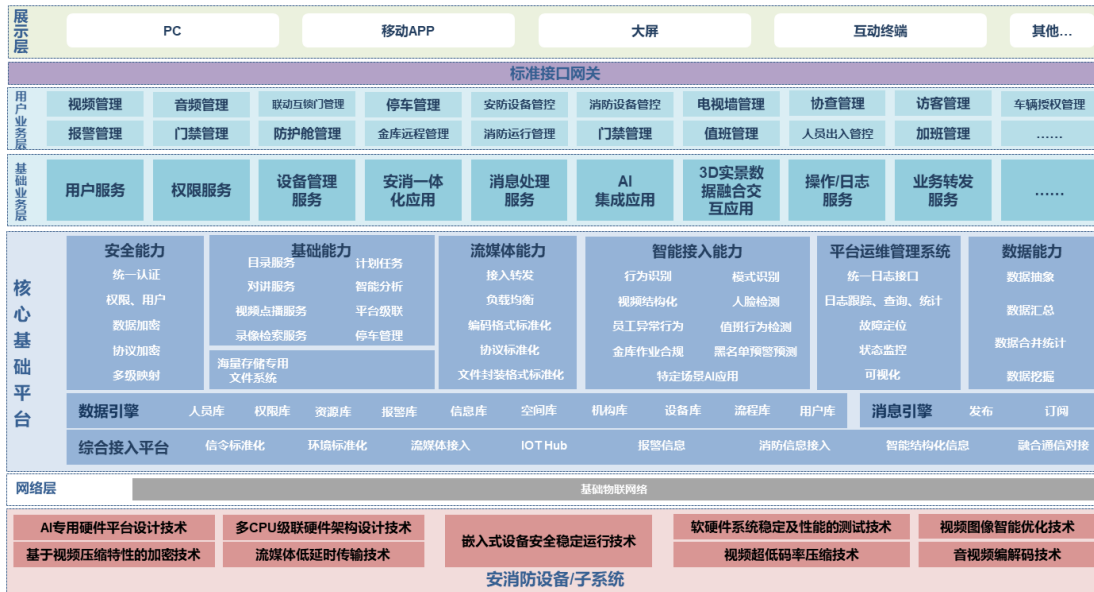 展示层
PC
移动APP
大屏
互动终端
其他...
标准接口网关
用户业务层
视频管理
音频管理
联动互锁门管理
停车管理
安防设备管控
消防设备管控
电视墙管理
协查管理
访客管理
车辆授权管理
报警管理
门禁管理
防护舱管理
金库远程管理
消防运行管理
门禁管理
值班管理
人员出入管控
加班管理
……
基础业务层
用户服务
权限服务
设备管理
服务
安消一体
化应用
消息处理
服务
AI
集成应用
3D实景数
据融合交
互应用
操作/日志
服务
业务转发
服务
……
核心基础平台
安全能力
统一认证
权限、用户
数据加密
协议加密
多级映射
基础能力
目录服务
计划任务
对讲服务
智能分析
视频点播服务
平台级联
录像检索服务
停车管理
海量存储专用
文件系统
流媒体能力
接入转发
负载均衡
编码格式标准化
协议标准化
文件封装格式标准化
智能接入能力
行为识别
模式识别
视频结构化
人脸检测
员工异常行为
值班行为检测
金库作业合规
黑名单预警预测
特定场景AI应用
平台运维管理系统
统一日志接口
日志跟踪、查询、统计
故障定位
状态监控
可视化
数据能力
数据抽象
数据汇总
数据合并统计
数据挖掘
数据引擎
人员库
权限库
资源库
报警库
信息库
空间库
机构库
设备库
流程库
用户库
消息引擎
发布
订阅
综合接入平台
信令标准化
环境标准化
流媒体接入
IOT Hub
报警信息
消防信息接入
智能结构化信息
融合通信对接
网络层
基础物联网络
AI专用硬件平台设计技术
多CPU级联硬件架构设计技术
嵌入式设备安全稳定运行技术
软硬件系统稳定及性能的测试技术
视频图像智能优化技术
基于视频压缩特性的加密技术
流媒体低延时传输技术
视频超低码率压缩技术
音视频编解码技术
安消防设备/子系统